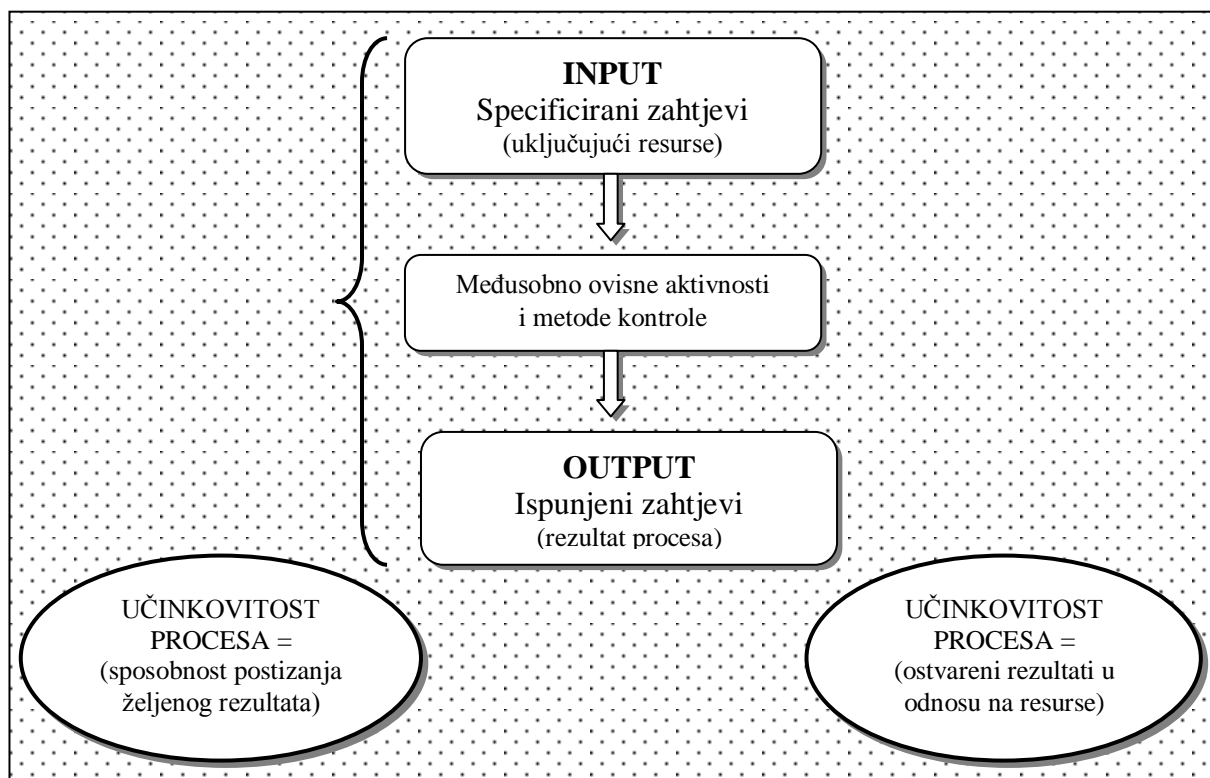 INPUT
Specificirani zahtjevi
(uključujući resurse)
Međusobno ovisne aktivnosti
i metode kontrole
OUTPUT
Ispunjeni zahtjevi
(rezultat procesa)
UČINKOVITOST
PROCESA =
(sposobnost postizanja
željenog rezultata)
UČINKOVITOST
PROCESA =
(ostvareni rezultati u
odnosu na resurse)